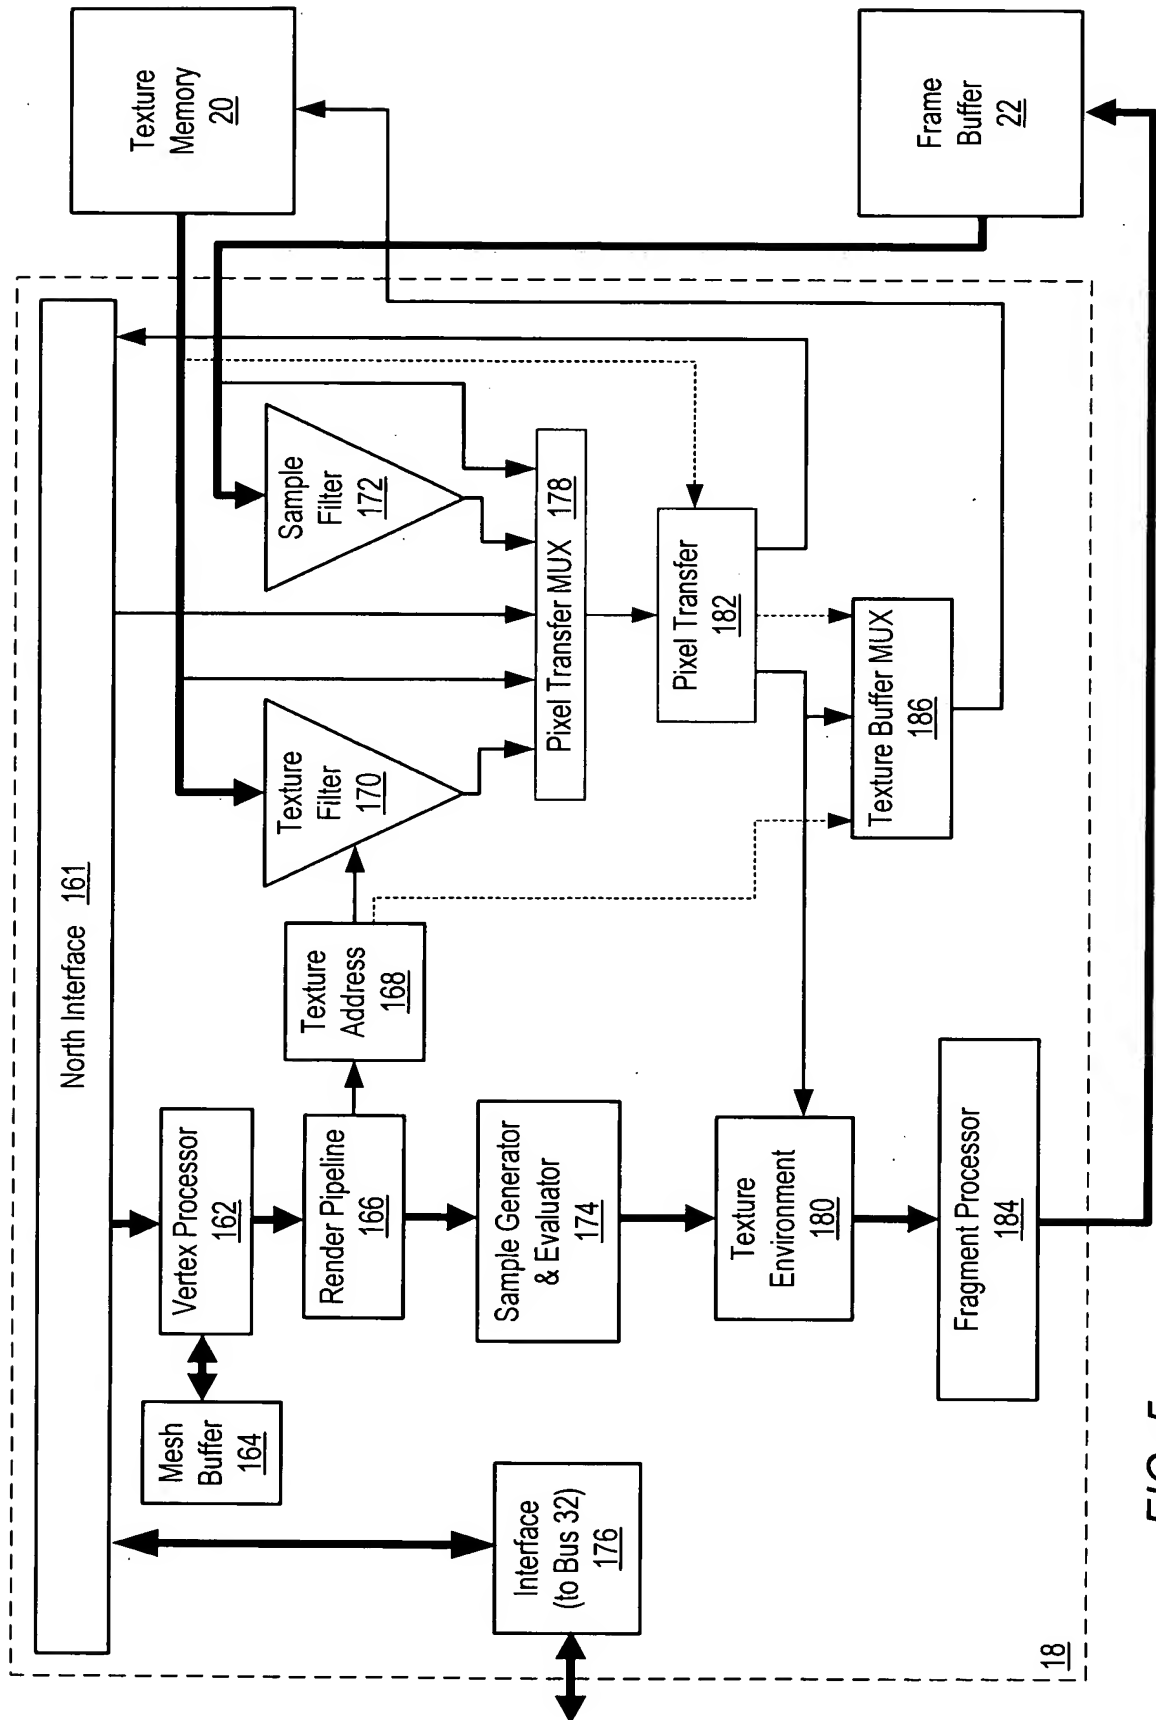 North Interface 161
Mesh
Buffer
164
Vertex Processor
162
Texture
Memory
20
Render Pipeline
166
Texture
Address
168
Texture
Filter
170
Sample
Filter
172
Interface
(to Bus 32)
176
Sample Generator
& Evaluator
174
Pixel Transfer MUX 178
Pixel Transfer
182
Texture
Environment
180
Texture Buffer MUX
186
Fragment Processor
184
Frame
Buffer
22
18
FIG. 5